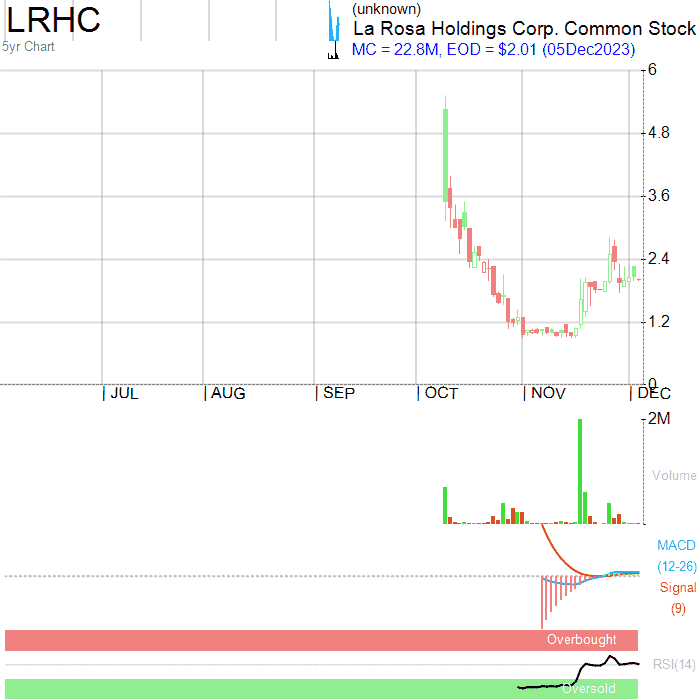 LRHC
5yr Chart
(unknown)
La Rosa Holdings Corp. Common Stock
MC = 22.8M, EOD = $2.01 (05Dec2023)
6
4.8
3.6
2.4
1.2
0
JUL AUG SEP OCT NOV DEC
2M
Volume
MACD
(12-26)
Signal
(9)
Overbought
RSI(14)
Oversold